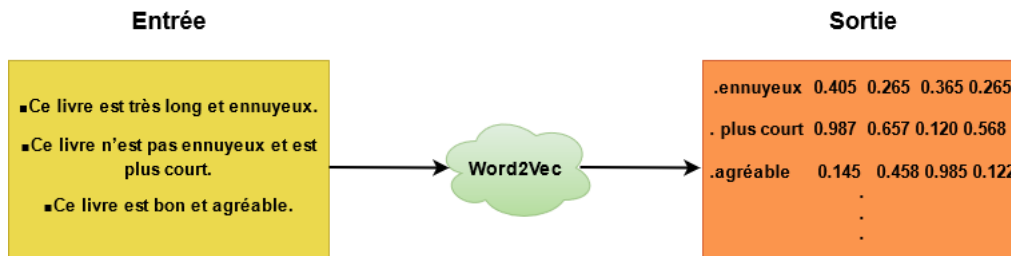 Entrée
Sortie
▪Ce livre est très long et ennuyeux.
▪Ce livre n'est pas ennuyeux et est
plus court.
▪Ce livre est bon et agréable.
Word2Vec
.ennuyeux 0.405 0.265 0.365 0.265
. plus court 0.987 0.657 0.120 0.568
.agréable 0.145 0.458 0.985 0.122
.
.
.